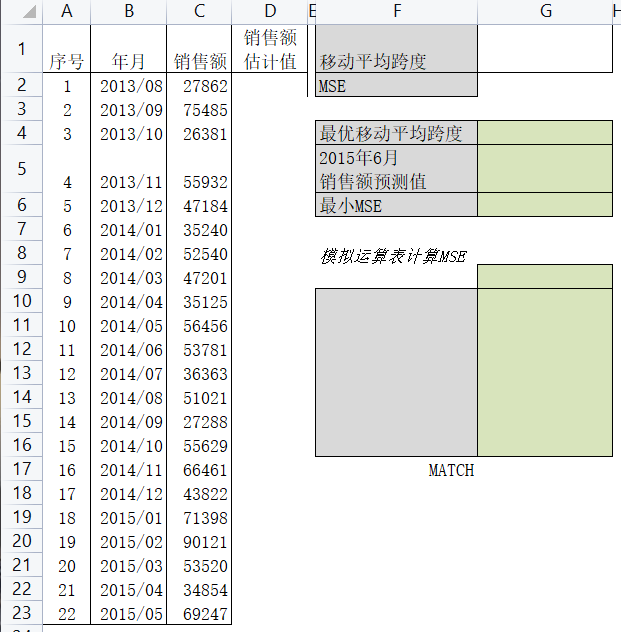 A B C D E F G H
1 序号 年月 销售额 销售额
估计值 移动平均跨度
2 1 2013/08 27862 MSE
3 2 2013/09 75485
4 3 2013/10 26381 最优移动平均跨度
5 4 2013/11 55932 2015年6月
销售额预测值
6 5 2013/12 47184 最小MSE
7 6 2014/01 35240
8 7 2014/02 52540 模拟运算表计算MSE
9 8 2014/03 47201
10 9 2014/04 35125
11 10 2014/05 56456
12 11 2014/06 53781
13 12 2014/07 36363
14 13 2014/08 51021
15 14 2014/09 27288
16 15 2014/10 55629
17 16 2014/11 66461 MATCH
18 17 2014/12 43822
19 18 2015/01 71398
20 19 2015/02 90121
21 20 2015/03 53520
22 21 2015/04 34854
23 22 2015/05 69247